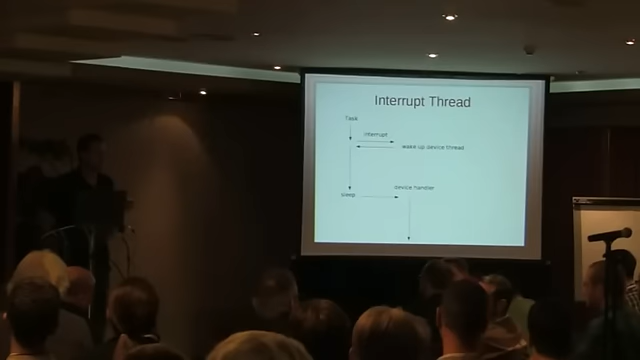 Interrupt Thread
Task
interrupt
wake up device thread
device handler
sleep